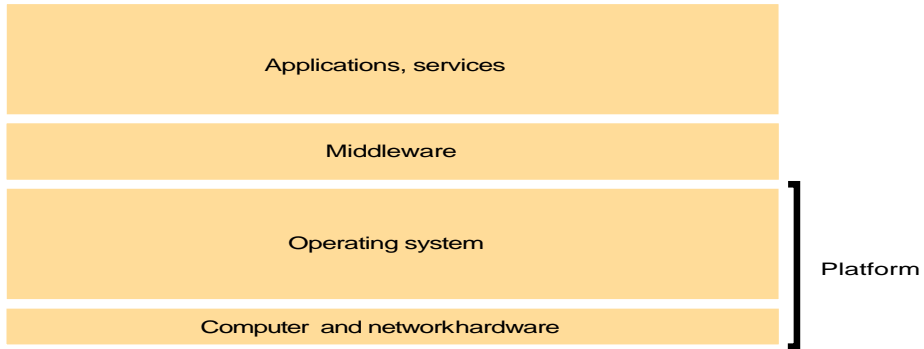 Applications, services
Middleware
Operating system
Platform
Computer and networkhardware